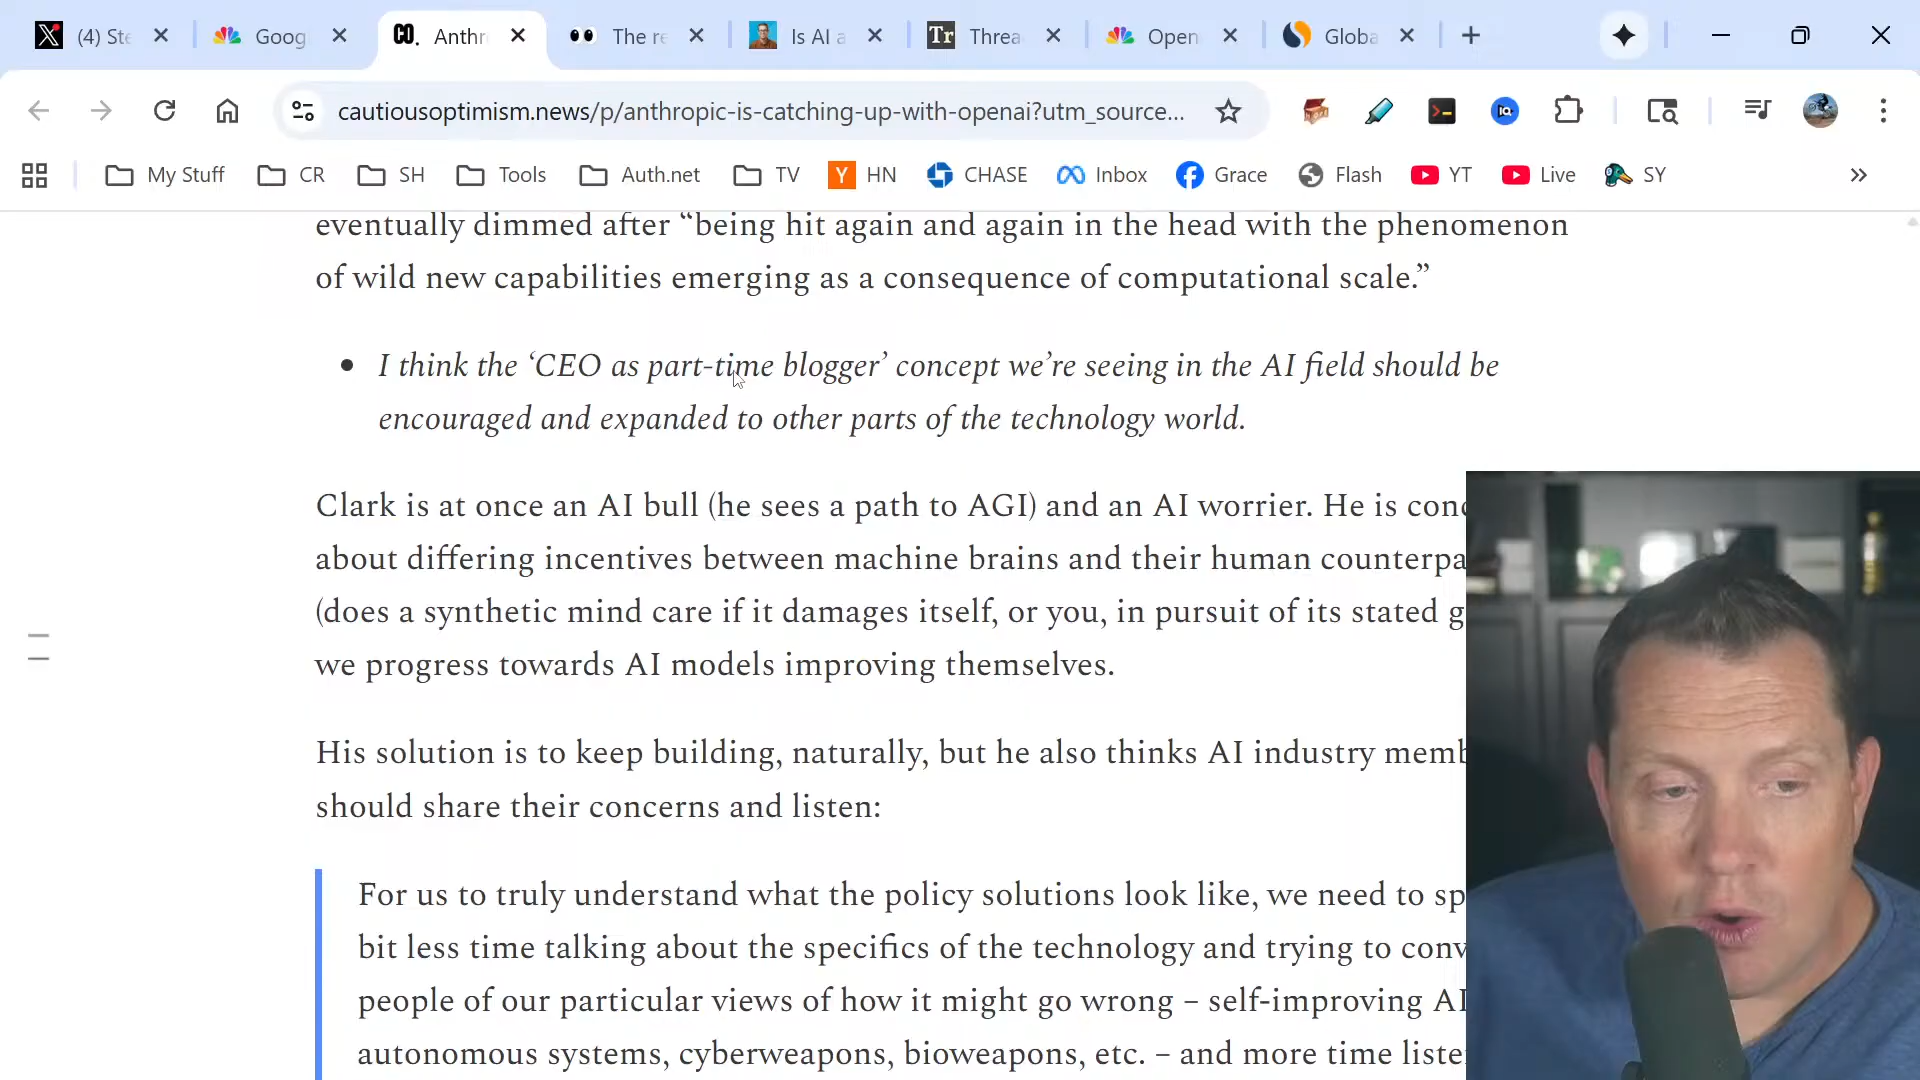 (4) Ste
Goog
CO. Anthr
The re
Is AI a
Tr Threa
Open
Globa
cautiousoptimism.news/p/anthropic-is-catching-up-with-openai?utm_source...
My Stuff
CR
SH
Tools
Auth.net
TV
Y HN
CHASE
Inbox
Grace
Flash
YT
Live
SY
eventually dimmed after “being hit again and again in the head with the phenomenon
of wild new capabilities emerging as a consequence of computational scale.”
• I think the ‘CEO as part-time blogger’ concept we’re seeing in the AI field should be
encouraged and expanded to other parts of the technology world.
Clark is at once an AI bull (he sees a path to AGI) and an AI worrier. He is conc
about differing incentives between machine brains and their human counterpa
(does a synthetic mind care if it damages itself, or you, in pursuit of its stated g
we progress towards AI models improving themselves.
His solution is to keep building, naturally, but he also thinks AI industry memb
should share their concerns and listen:
For us to truly understand what the policy solutions look like, we need to sp
bit less time talking about the specifics of the technology and trying to conv
people of our particular views of how it might go wrong – self-improving AI
autonomous systems, cyberweapons, bioweapons, etc. – and more time liste